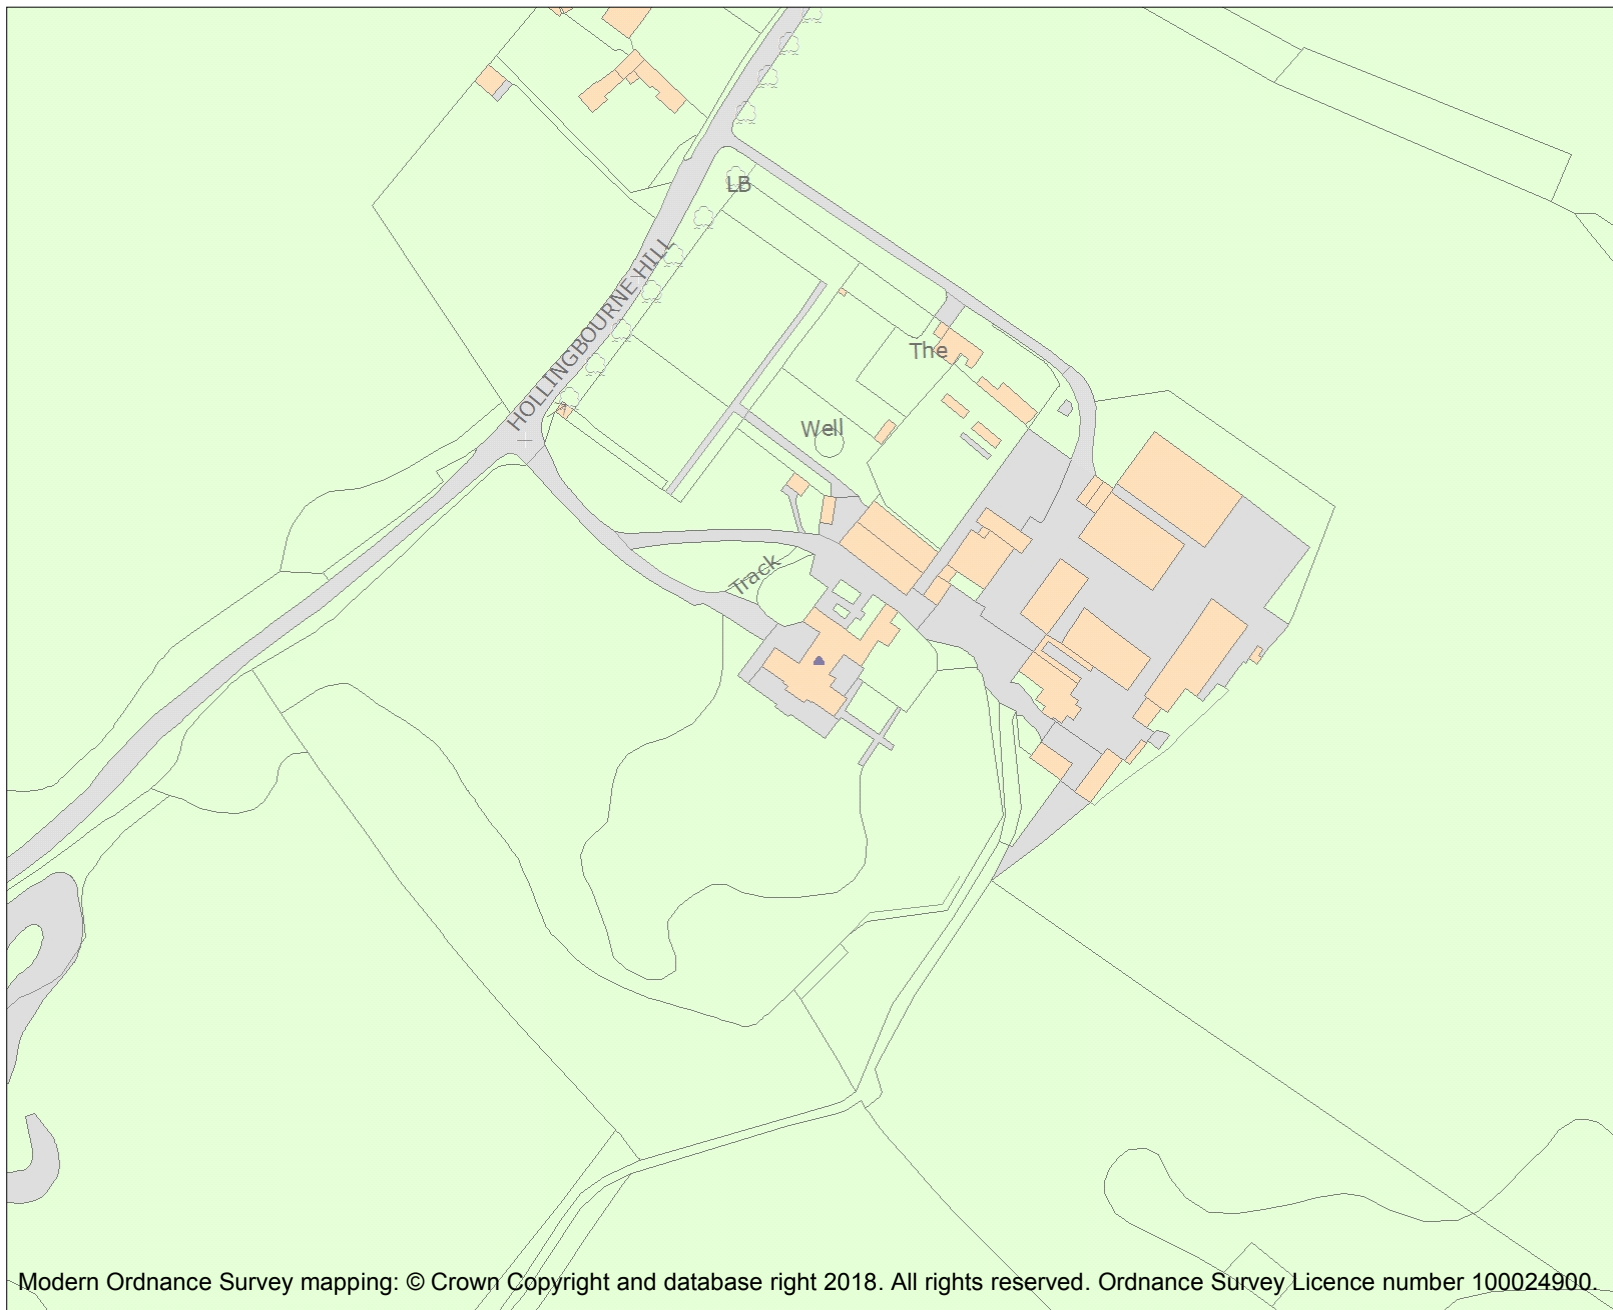 LB
HOLLINGBOURNE HILL
The
Well
Track
Modern Ordnance Survey mapping: © Crown Copyright and database right 2018. All rights reserved. Ordnance Survey Licence number 100024900.